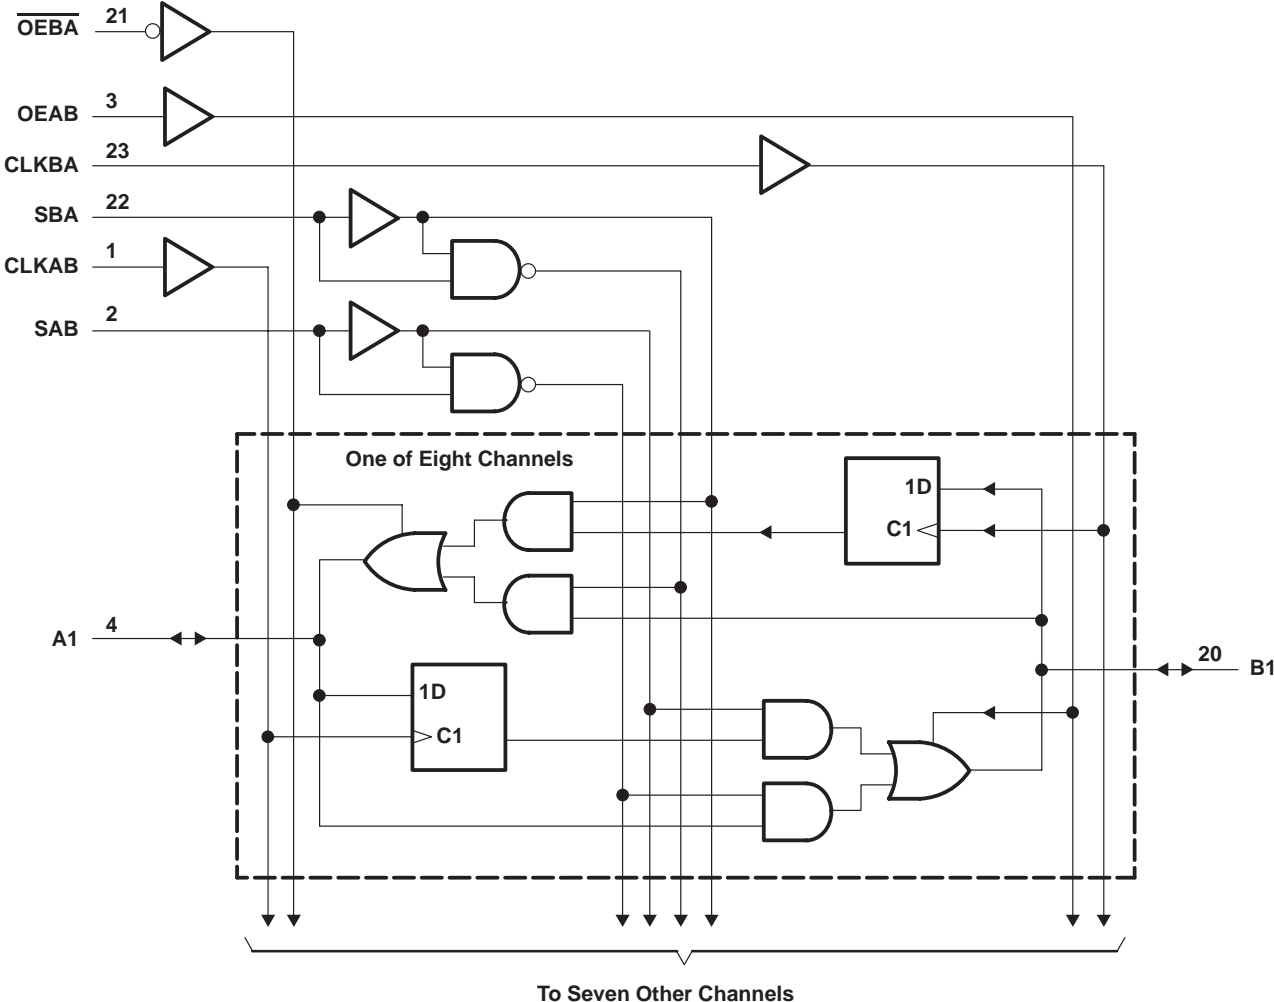 OEBA 21
OEAB 3
CLKBA 23
SBA 22
CLKAB 1
SAB 2
One of Eight Channels
1D
C1
A1 4
20 B1
1D
C1
To Seven Other Channels